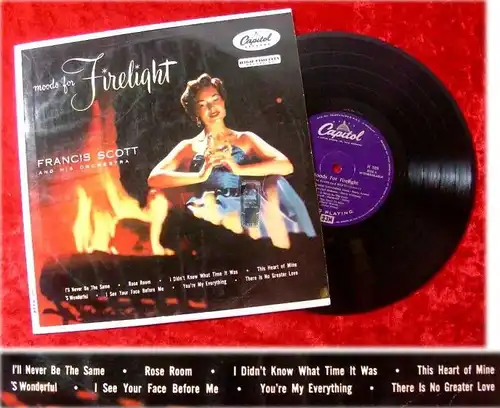 moods for Firelight
Capitol
RECORDS
HIGH FIDELITY
FRANCIS SCOTT
AND HIS ORCHESTRA
I'll Never Be The Same • Rose Room • I Didn't Know What Time It Was • This Heart of Mine
'S Wonderful • I See Your Face Before Me • You're My Everything • There Is No Greater Love
Capitol
Moods For Firelight
PLAYING
I'll Never Be The Same • Rose Room • I Didn't Know What Time It Was • This Heart of Mine
'S Wonderful • I See Your Face Before Me • You're My Everything • There Is No Greater Love